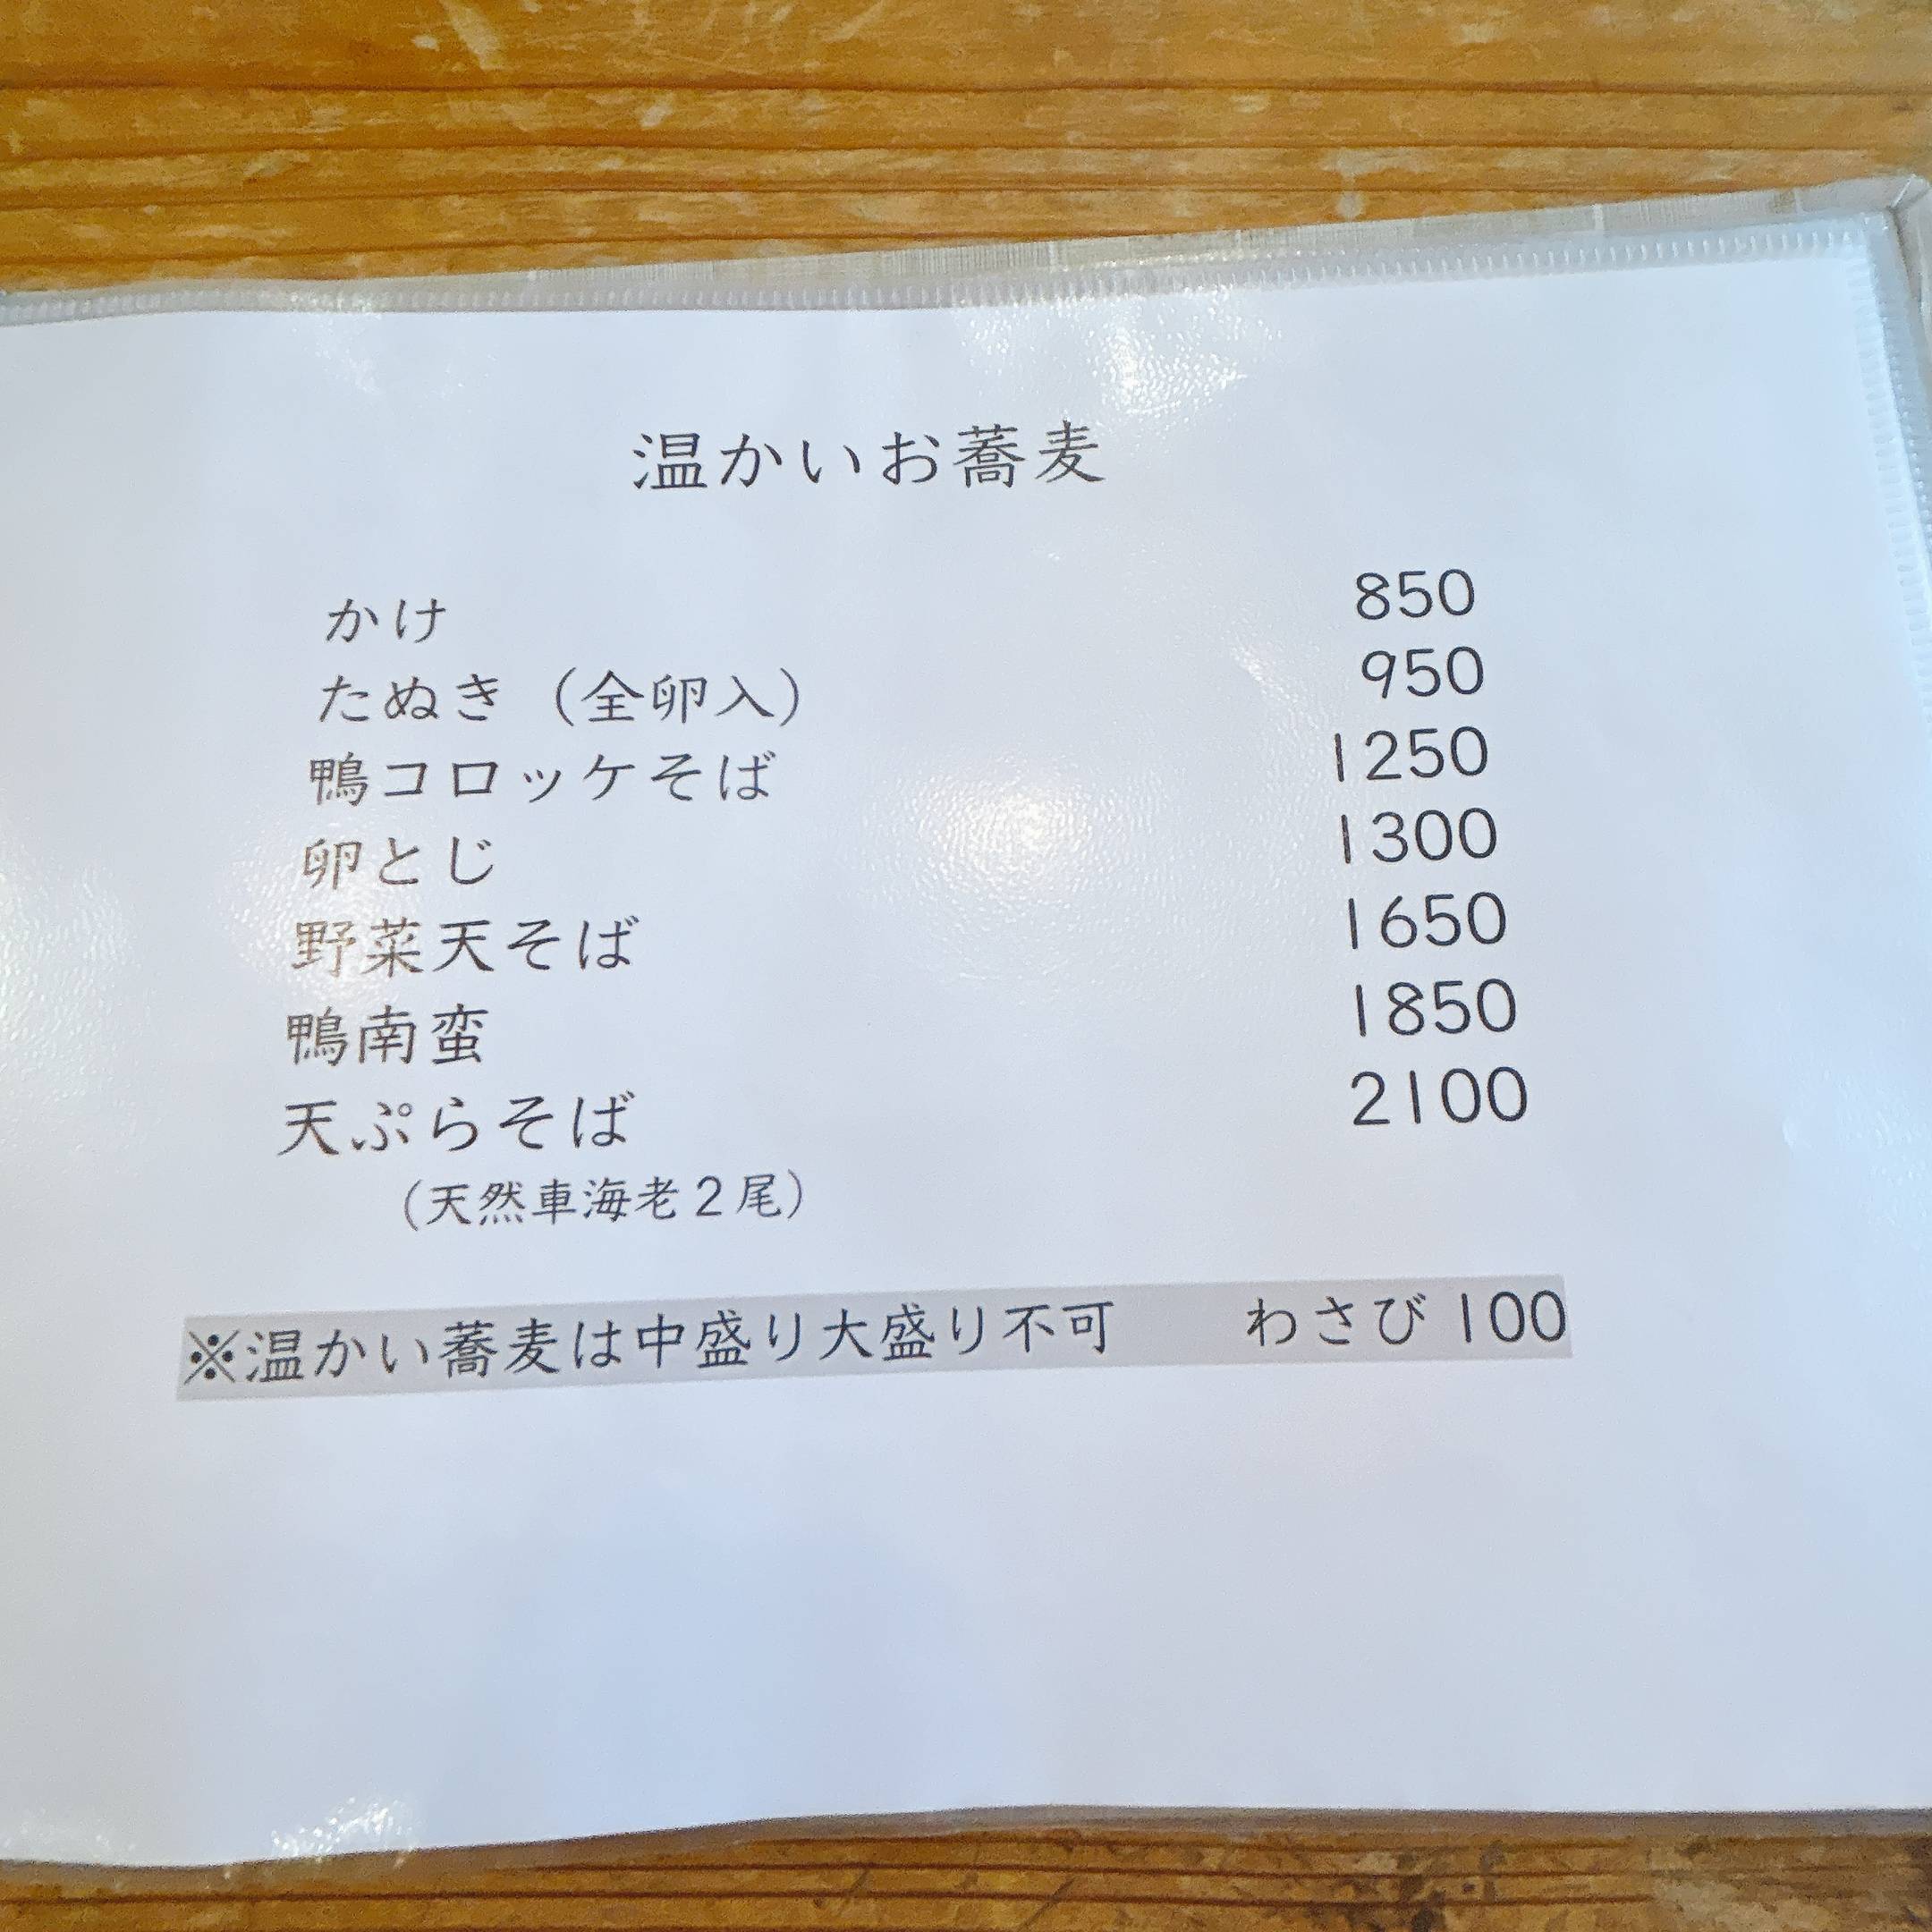 温かいお蕎麦
かけ 850
たぬき（全卵入） 950
鴨コロッケそば 1250
卵とじ 1300
野菜天そば 1650
鴨南蛮 1850
天ぷらそば 2100
（天然車海老２尾）
※温かい蕎麦は中盛り大盛り不可 わさび 100